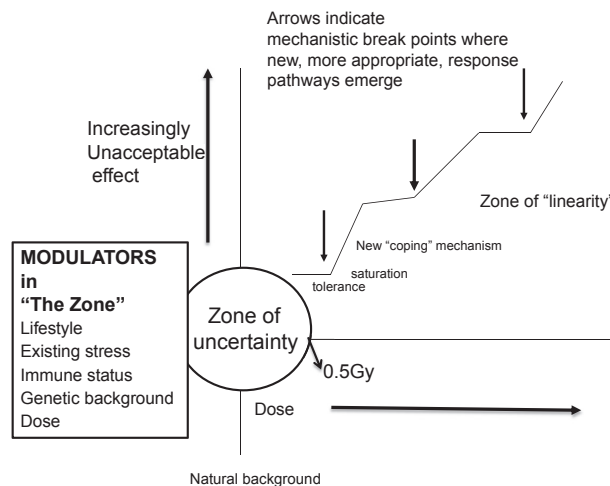 Arrows indicate
mechanistic break points where
new, more appropriate, response
pathways emerge
Increasingly
Unacceptable
effect
Zone of "linearity"
New "coping" mechanism
saturation
tolerance
MODULATORS
in
"The Zone"
Lifestyle
Existing stress
Immune status
Genetic background
Dose
Zone of
uncertainty
0.5Gy
Dose
Natural background